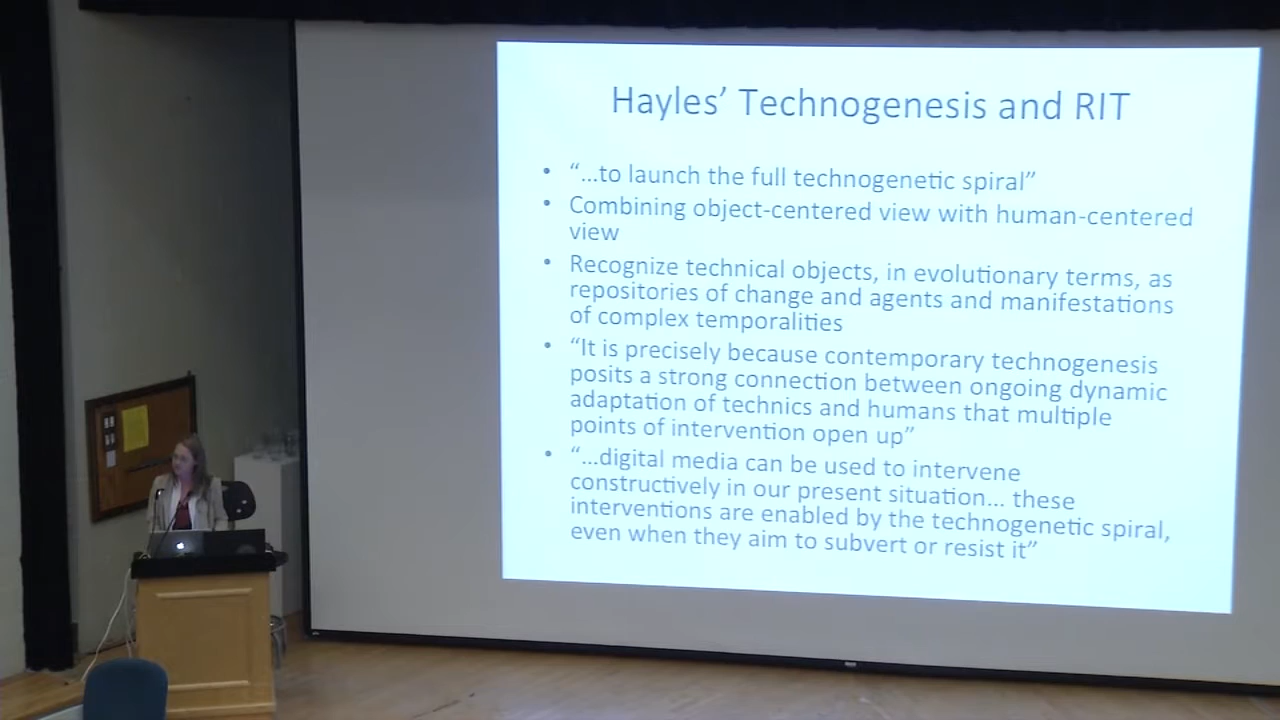 Hayles’ Technogenesis and RIT
• “…to launch the full technogenetic spiral”
• Combining object-centered view with human-centered
view
• Recognize technical objects, in evolutionary terms, as
repositories of change and agents and manifestations
of complex temporalities
• “It is precisely because contemporary technogenesis
posits a strong connection between ongoing dynamic
adaptation of technics and humans that multiple
points of intervention open up”
• “…digital media can be used to intervene
constructively in our present situation… these
interventions are enabled by the technogenetic spiral,
even when they aim to subvert or resist it”